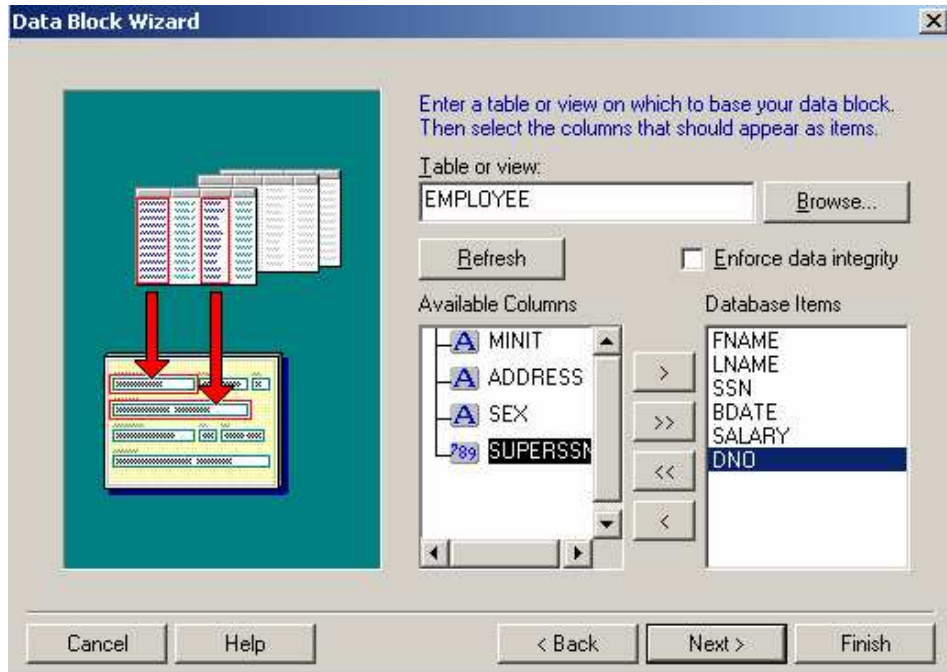 Data Block Wizard
Enter a table or view on which to base your data block.
Then select the columns that should appear as items.
Table or view:
EMPLOYEE
Browse...
Refresh
Enforce data integrity
Available Columns
Database Items
A MINIT
A ADDRESS
A SEX
789 SUPERSSN
>
>>
<<
<
FNAME
LNAME
SSN
BDATE
SALARY
DNO
Cancel
Help
< Back
Next >
Finish